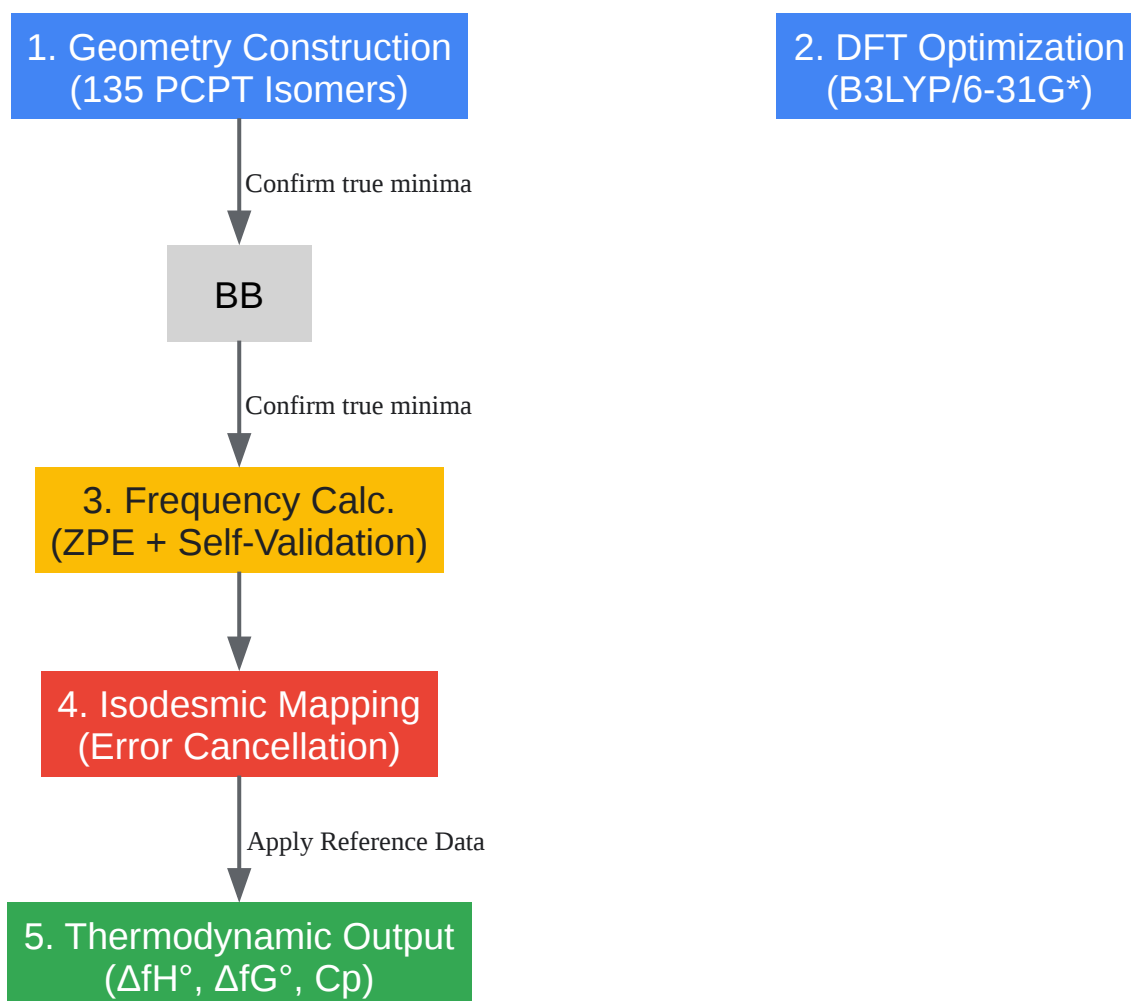 1. Geometry Construction
(135 PCPT Isomers)
2. DFT Optimization
(B3LYP/6-31G*)
Confirm true minima
BB
Confirm true minima
3. Frequency Calc.
(ZPE + Self-Validation)
4. Isodesmic Mapping
(Error Cancellation)
Apply Reference Data
5. Thermodynamic Output
(ΔfH°, ΔfG°, Cp)